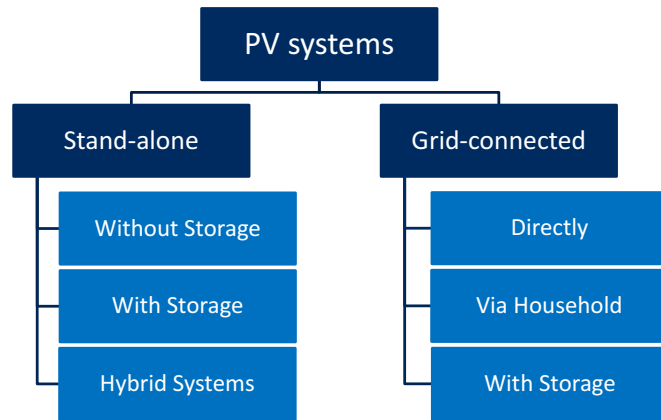 PV systems
Stand-alone
Grid-connected
Without Storage
Directly
With Storage
Via Household
Hybrid Systems
With Storage